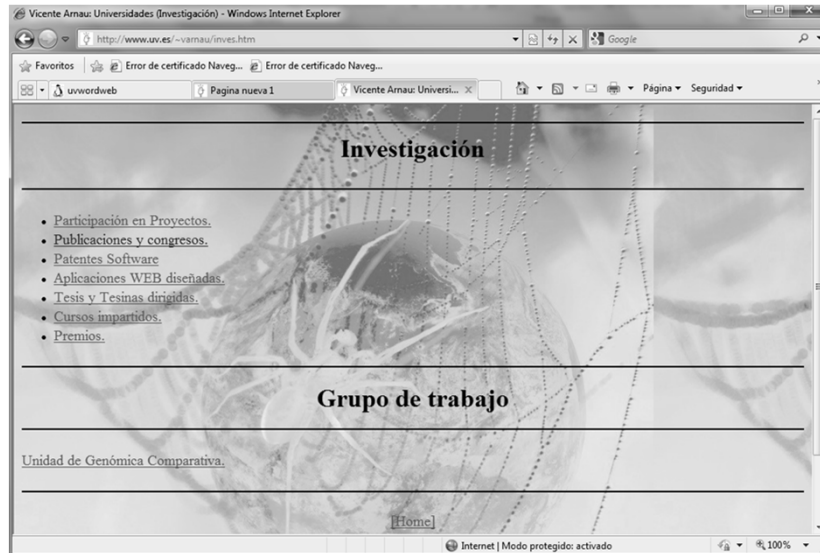 Vicente Arnau: Universidades (Investigación) - Windows Internet Explorer
http://www.uv.es/~varnau/inves.htm
Google
Favoritos Error de certificado Naveg... Error de certificado Naveg...
uvwordweb Pagina nueva 1 Vicente Arnau: Universi... Página Seguridad
Investigación
Participación en Proyectos.
Publicaciones y congresos.
Patentes Software
Aplicaciones WEB diseñadas.
Tesis y Tesinas dirigidas.
Cursos impartidos.
Premios.
Grupo de trabajo
Unidad de Genómica Comparativa.
[Home]
Internet | Modo protegido: activado 100%